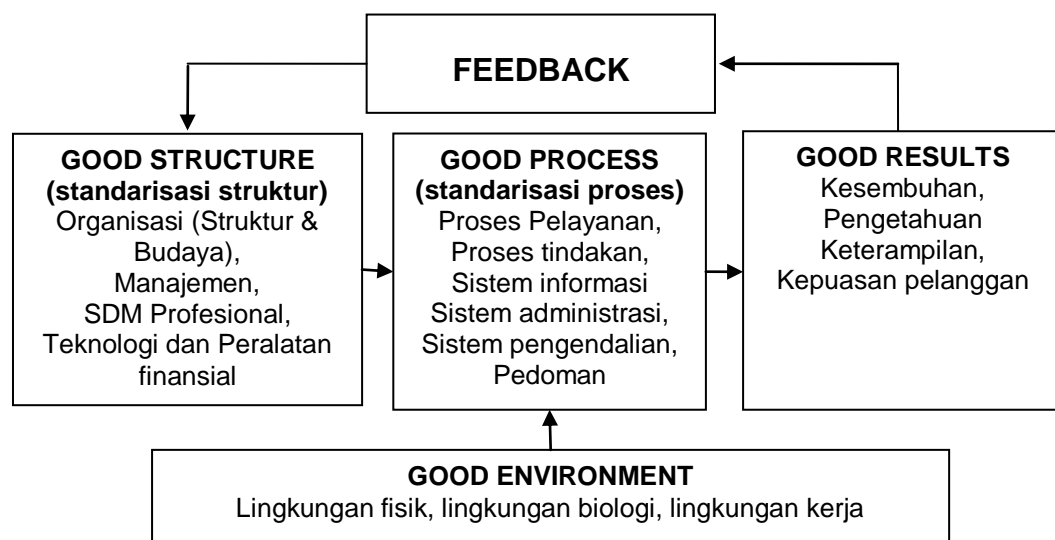 FEEDBACK
GOOD STRUCTURE
(standarisasi struktur)
Organisasi (Struktur &
Budaya),
Manajemen,
SDM Profesional,
Teknologi dan Peralatan
finansial
GOOD PROCESS
(standarisasi proses)
Proses Pelayanan,
Proses tindakan,
Sistem informasi
Sistem administrasi,
Sistem pengendalian,
Pedoman
GOOD RESULTS
Kesembuhan,
Pengetahuan
Keterampilan,
Kepuasan pelanggan
GOOD ENVIRONMENT
Lingkungan fisik, lingkungan biologi, lingkungan kerja